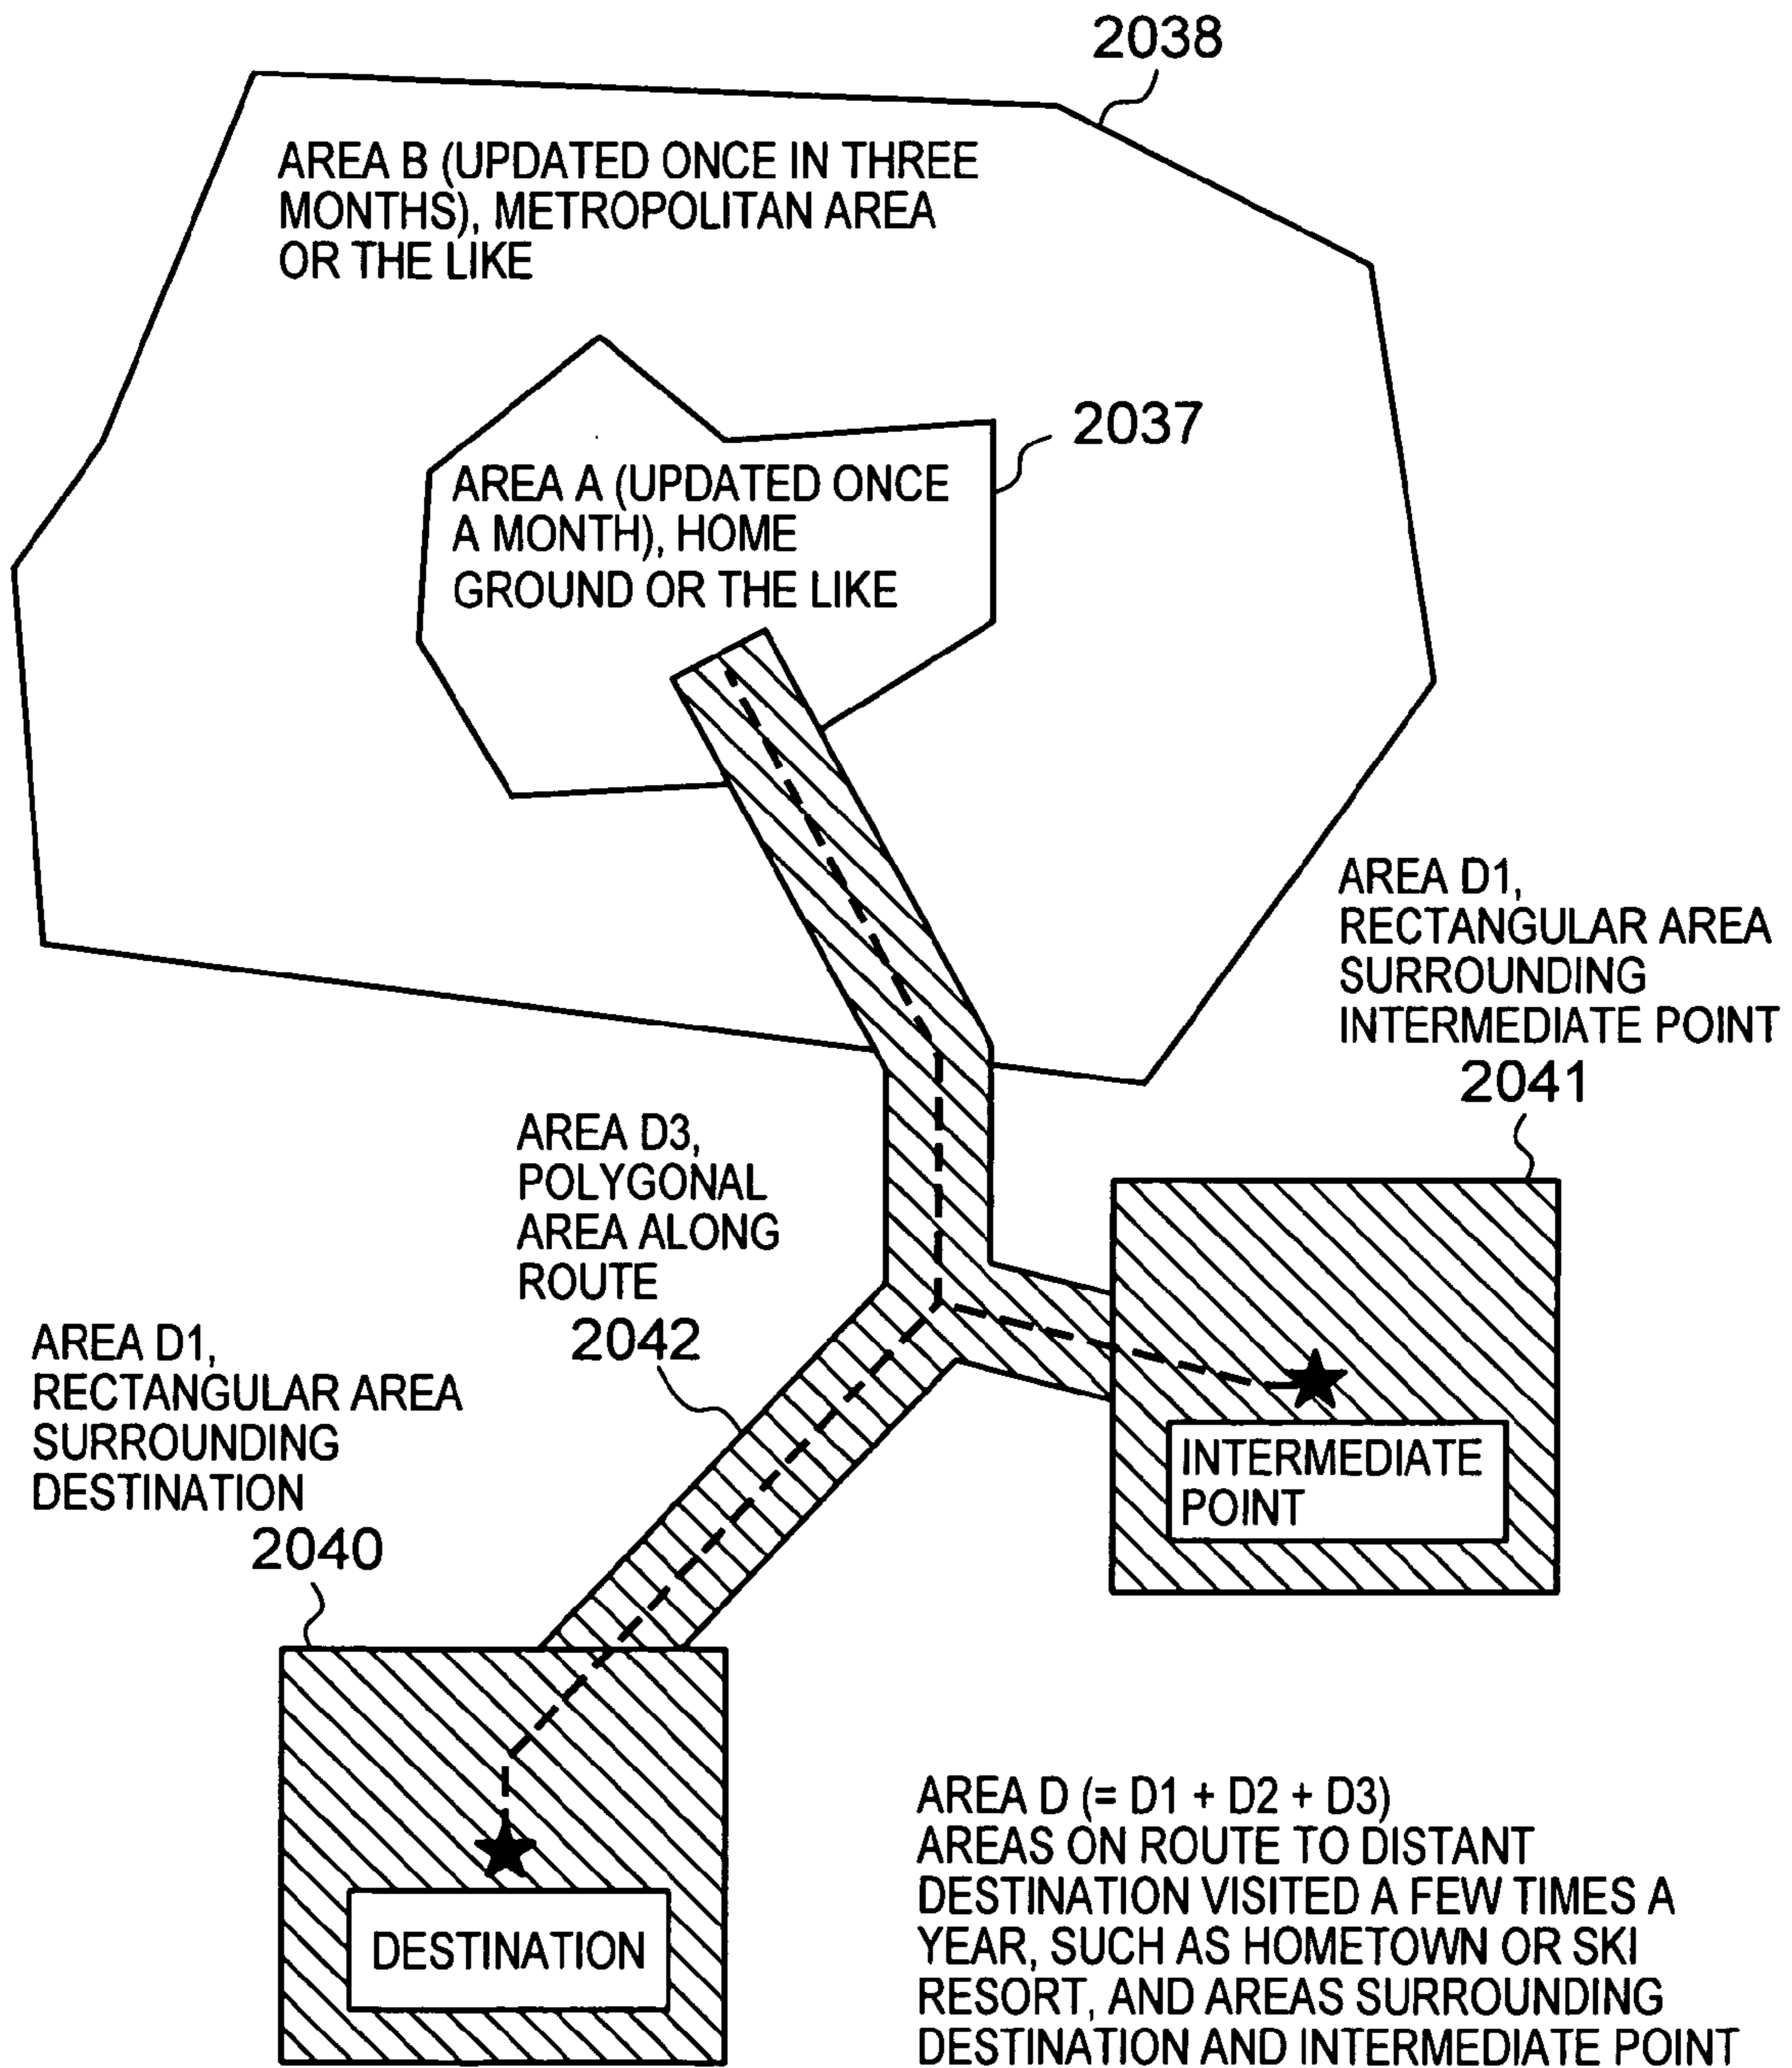 2038
AREA B (UPDATED ONCE IN THREE
MONTHS), METROPOLITAN AREA
OR THE LIKE
2037
AREA A (UPDATED ONCE
A MONTH), HOME
GROUND OR THE LIKE
AREA D1,
RECTANGULAR AREA
SURROUNDING
INTERMEDIATE POINT
2041
AREA D3,
POLYGONAL
AREA ALONG
ROUTE
2042
AREA D1,
RECTANGULAR AREA
SURROUNDING
DESTINATION
2040
INTERMEDIATE
POINT
DESTINATION
AREA D (= D1 + D2 + D3)
AREAS ON ROUTE TO DISTANT
DESTINATION VISITED A FEW TIMES A
YEAR, SUCH AS HOMETOWN OR SKI
RESORT, AND AREAS SURROUNDING
DESTINATION AND INTERMEDIATE POINT